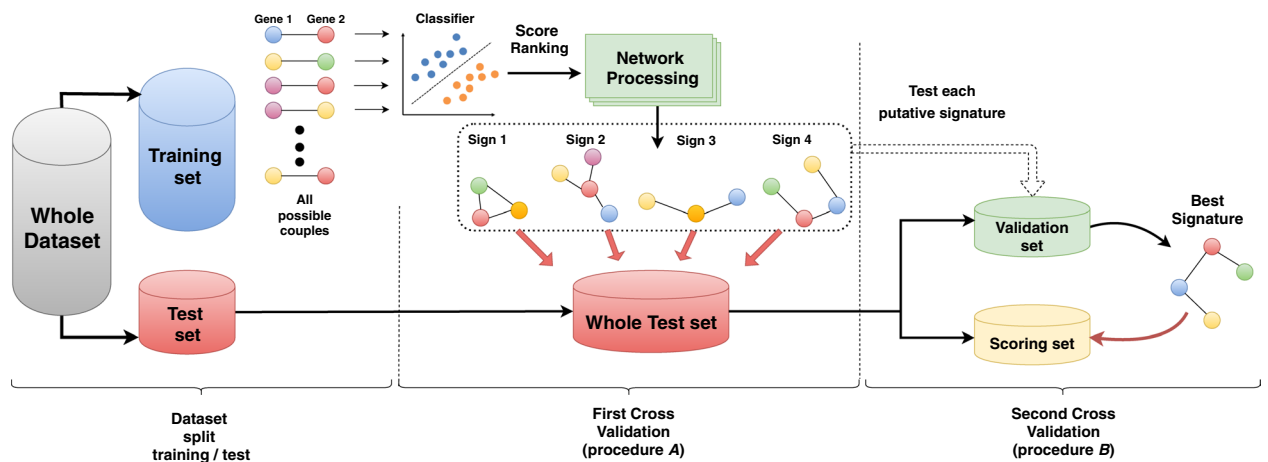 Gene 1 Gene 2
Classifier
Score
Ranking
Network
Processing
Whole
Dataset
Training
set
Test
set
All
possible
couples
Sign 1
Sign 2
Sign 3
Sign 4
Test each
putative signature
Whole Test set
Validation
set
Scoring set
Best
Signature
Dataset
split
training / test
First Cross
Validation
(procedure A)
Second Cross
Validation
(procedure B)